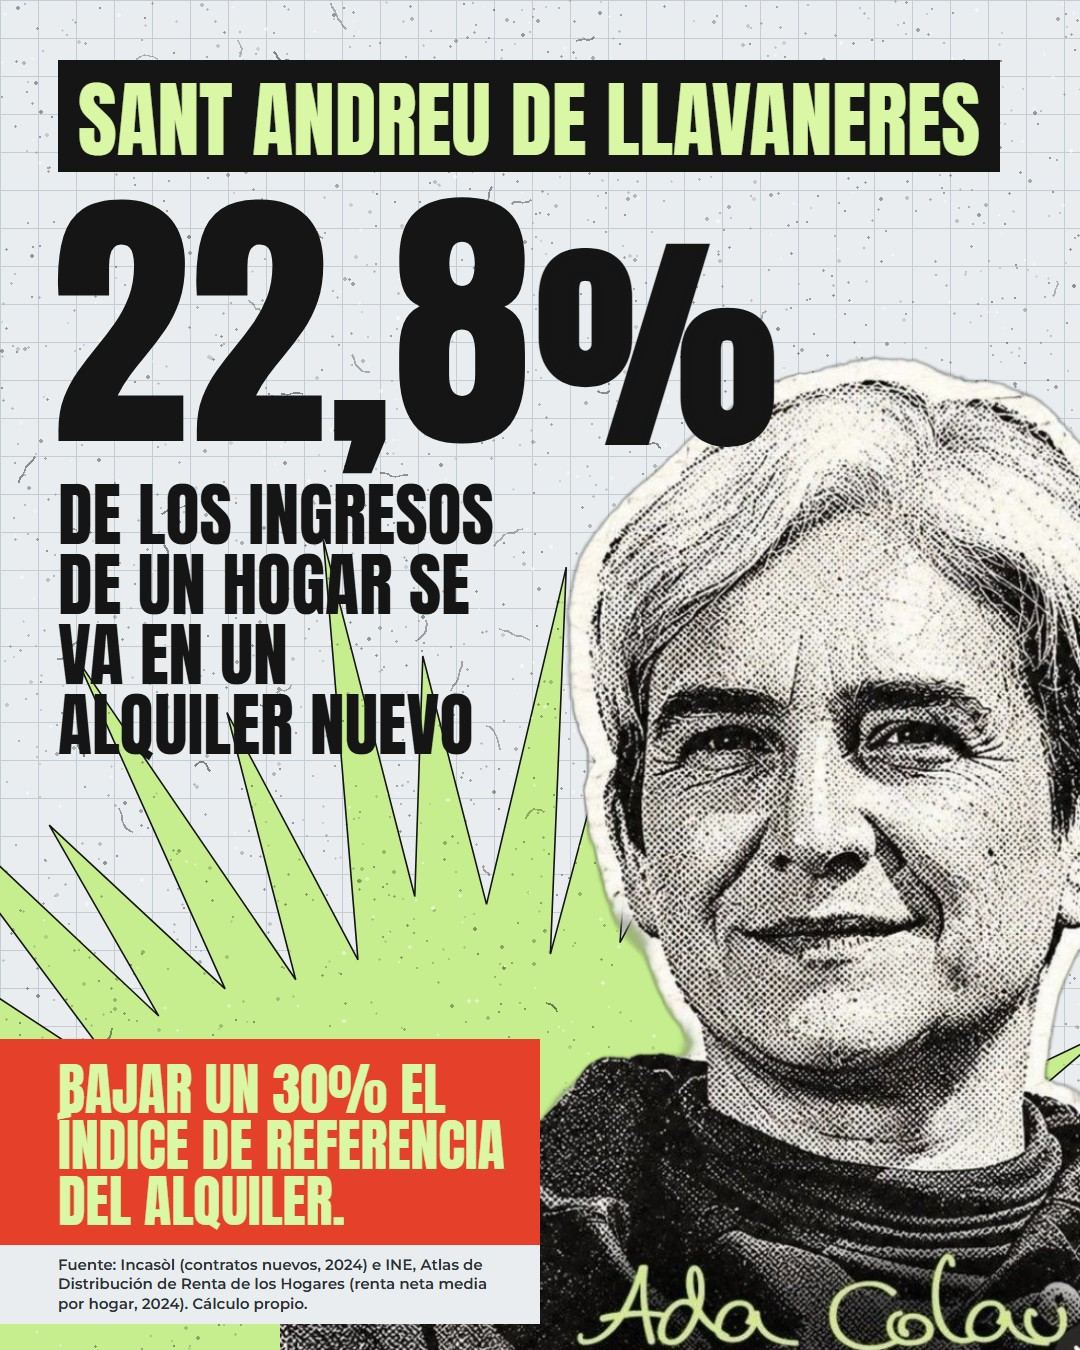 SANT ANDREU DE LLAVANERES
22,8%
DE LOS INGRESOS
DE UN HOGAR SE
VA EN UN
ALQUILER NUEVO
BAJAR UN 30% EL
ÍNDICE DE REFERENCIA
DEL ALQUILER.
Fuente: Incasòl (contratos nuevos, 2024) e INE, Atlas de
Distribución de Renta de los Hogares (renta neta media
por hogar, 2024). Cálculo propio.
Ada Colau